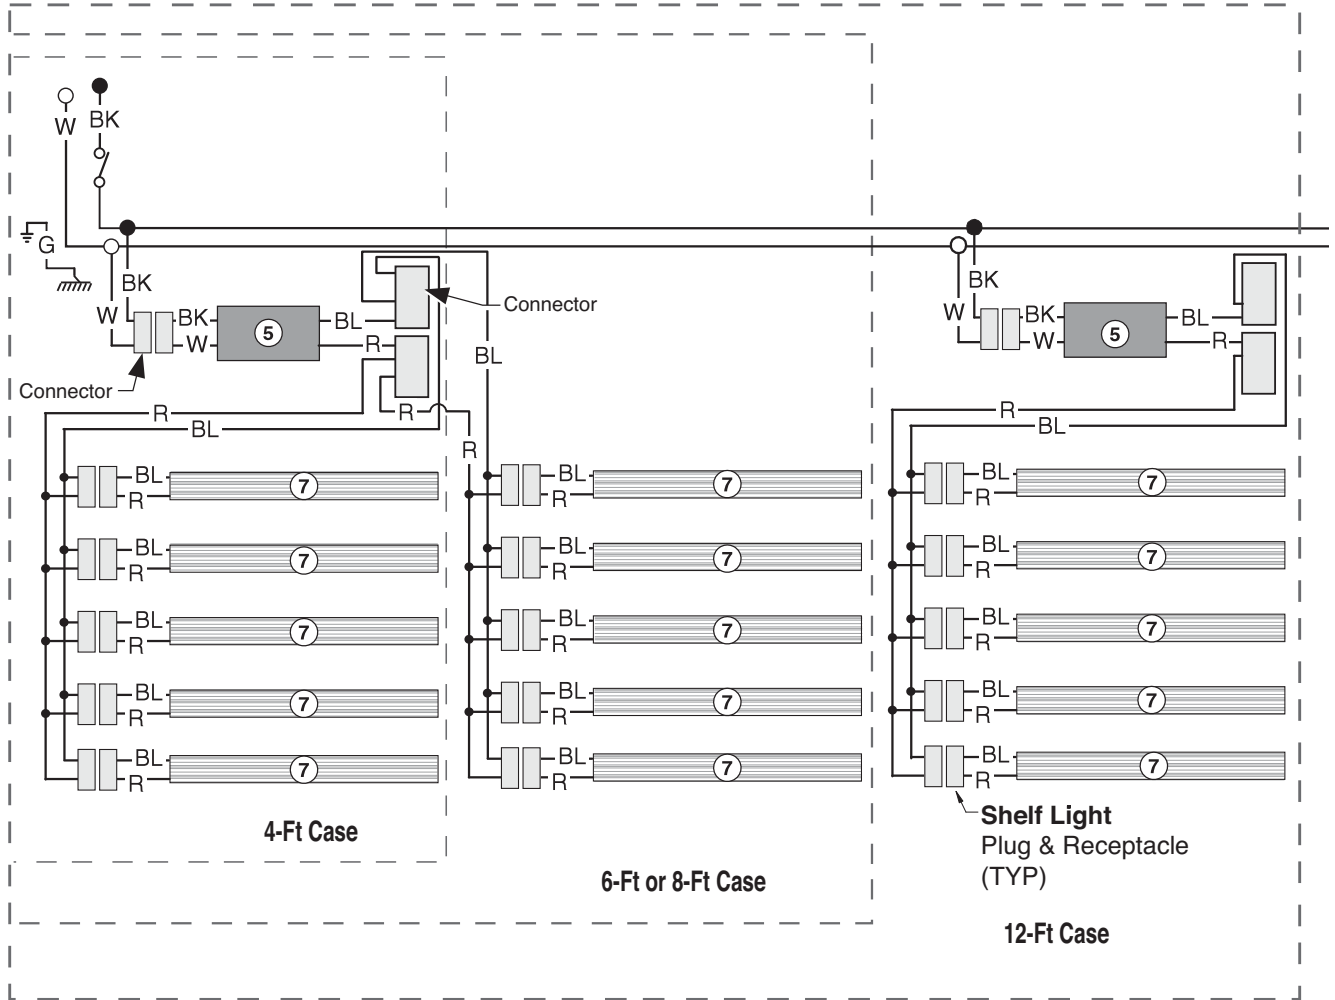 W
BK
G
BK
BK
W
BK
W
5
BL
R
Connector
BL
Connector
W
BK
W
5
BL
R
R
BL
R
R
R
BL
BL
R
7
BL
R
7
BL
R
7
BL
R
7
BL
R
7
BL
R
7
BL
R
7
BL
R
7
BL
R
7
BL
R
7
BL
R
7
BL
R
7
BL
R
7
BL
R
7
BL
R
7
4-Ft Case
6-Ft or 8-Ft Case
Shelf Light
Plug & Receptacle
(TYP)
12-Ft Case